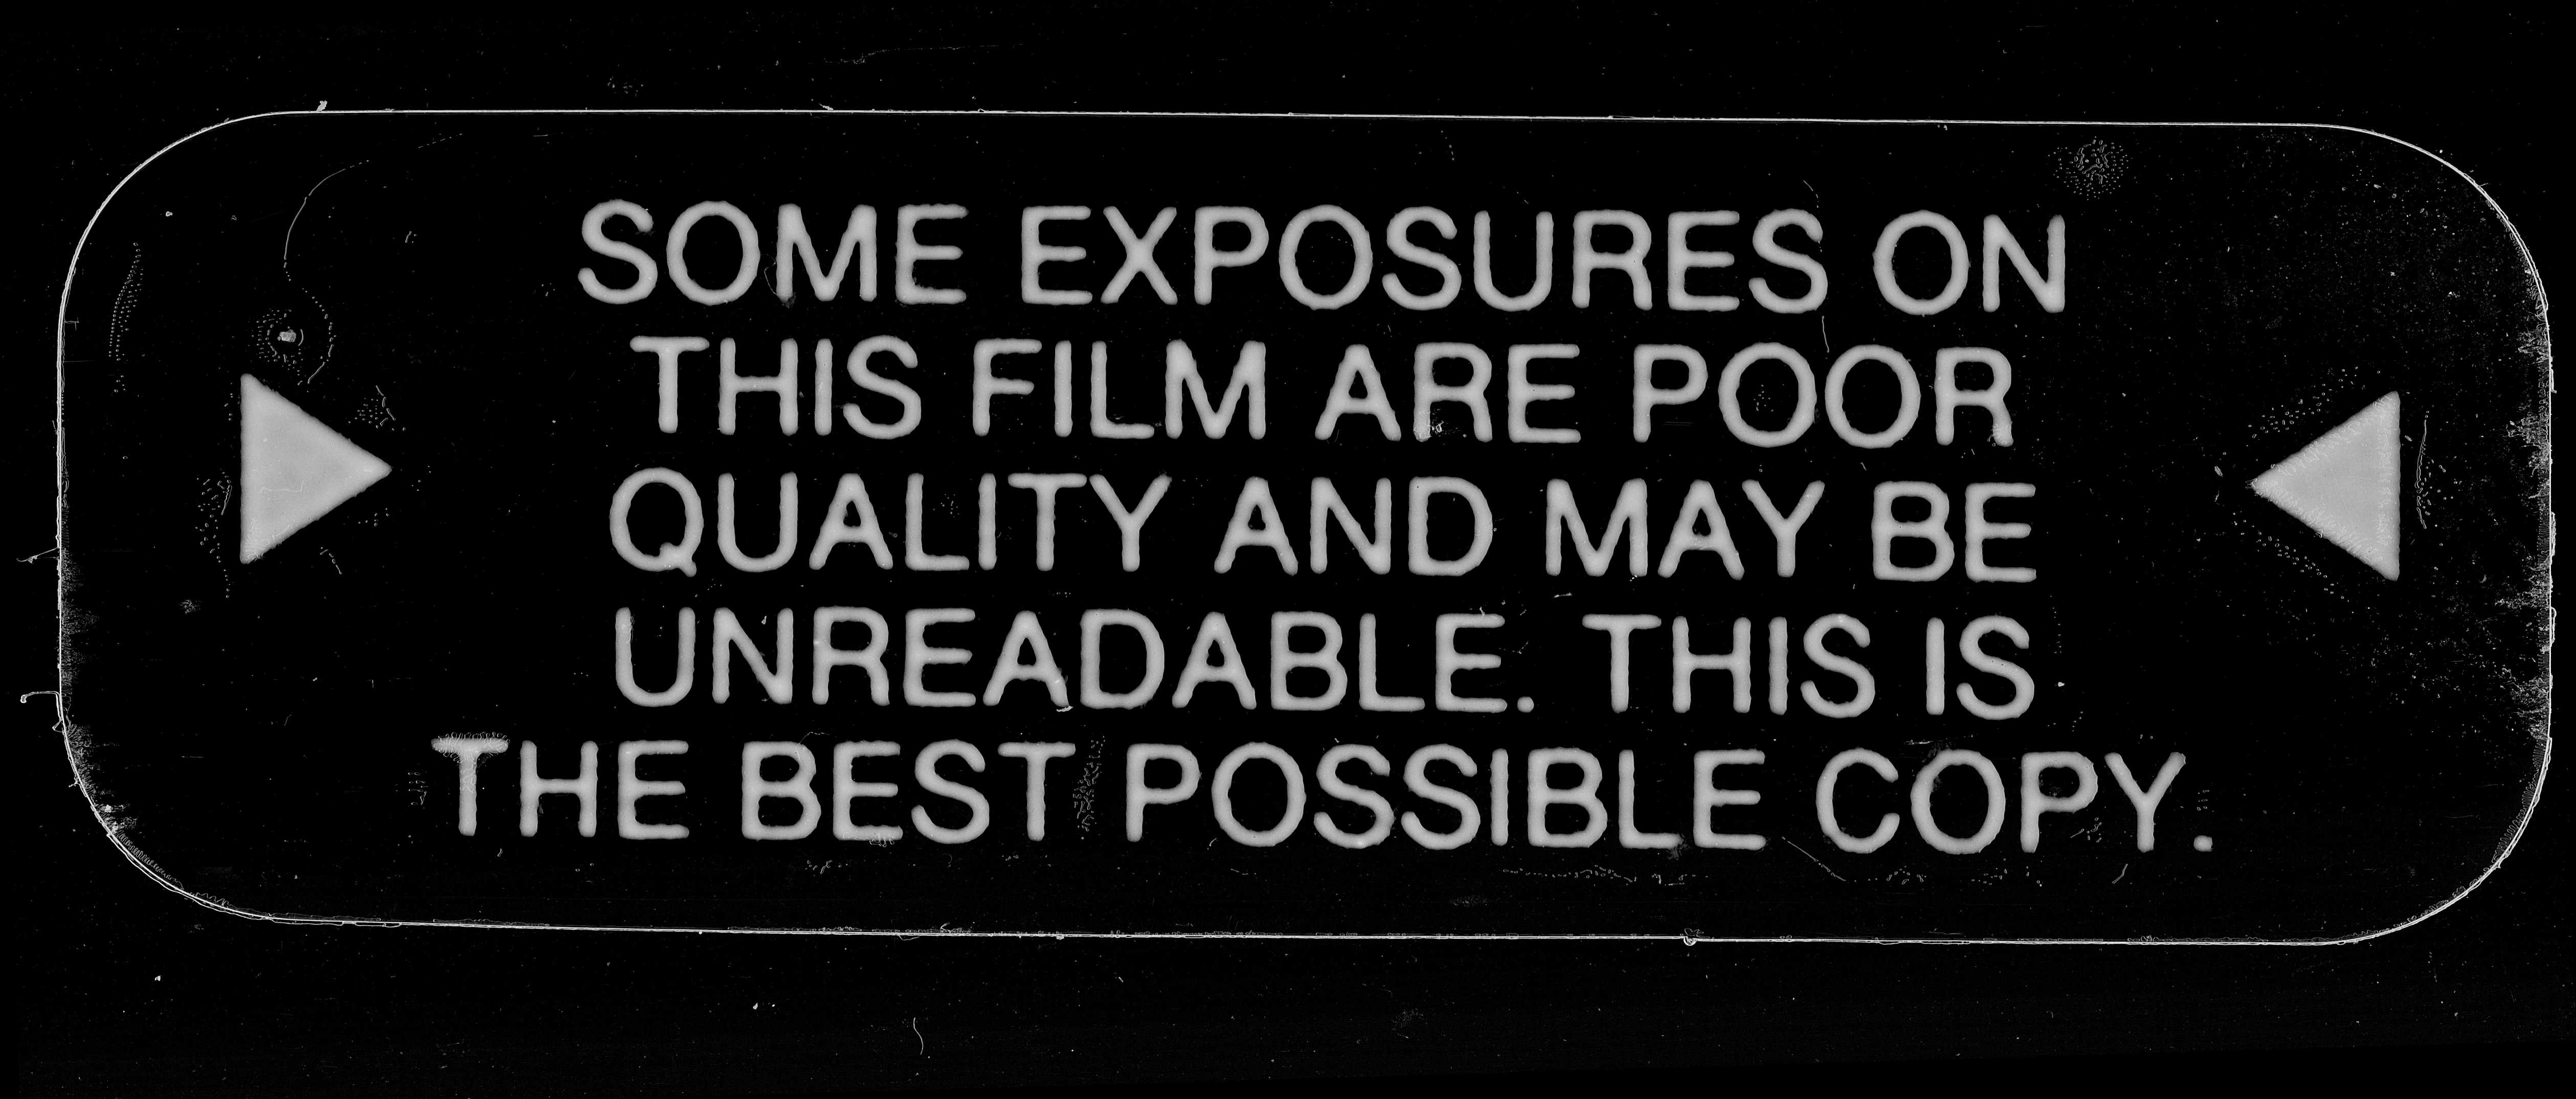 SOME EXPOSURES ON
THIS FILM ARE POOR
QUALITY AND MAY BE
UNREADABLE. THIS IS
THE BEST POSSIBLE COPY.